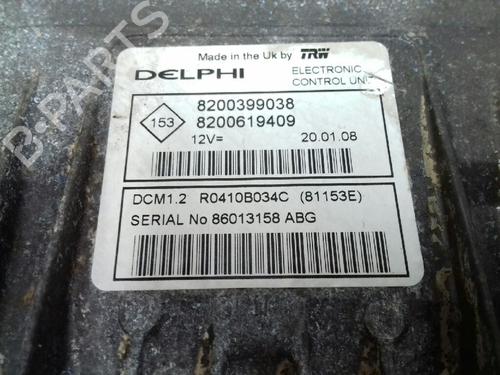 Made in the Uk by TRW
DELPHI
ELECTRONIC
CONTROL UNIT
153
8200399038
8200619409
12V=
20.01.08
DCM1.2 R0410B034C (81153E)
SERIAL No 86013158 ABG
B-PARTS